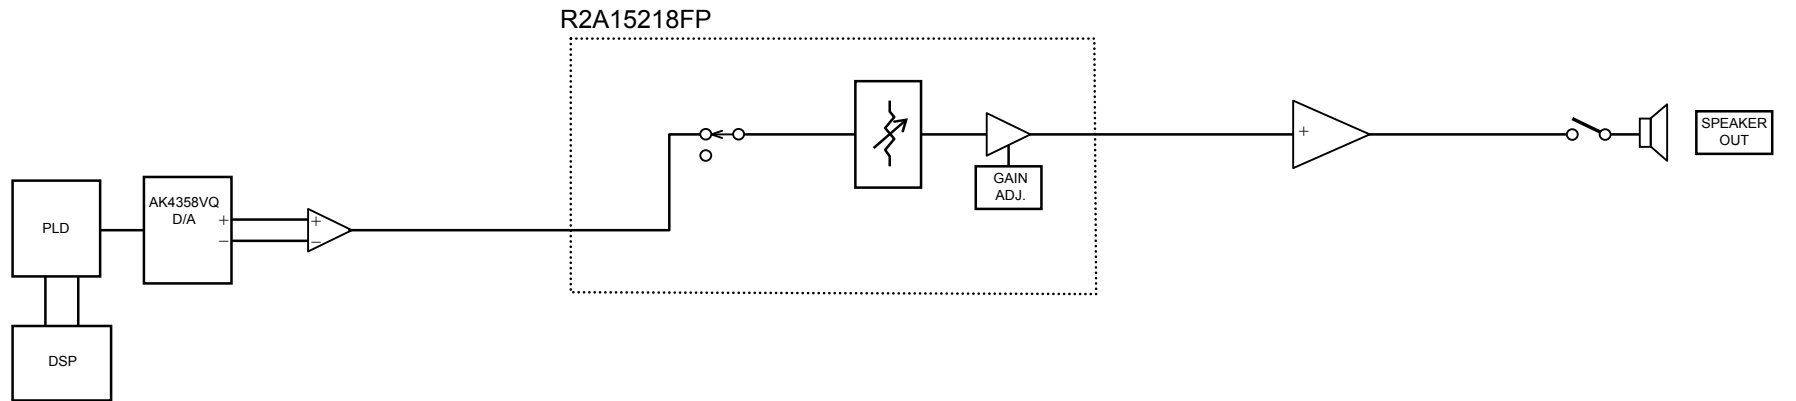 R2A15218FP
SPEAKER
OUT
+
GAIN
ADJ.
PLD
AK4358VQ
D/A
+
−
+
−
DSP